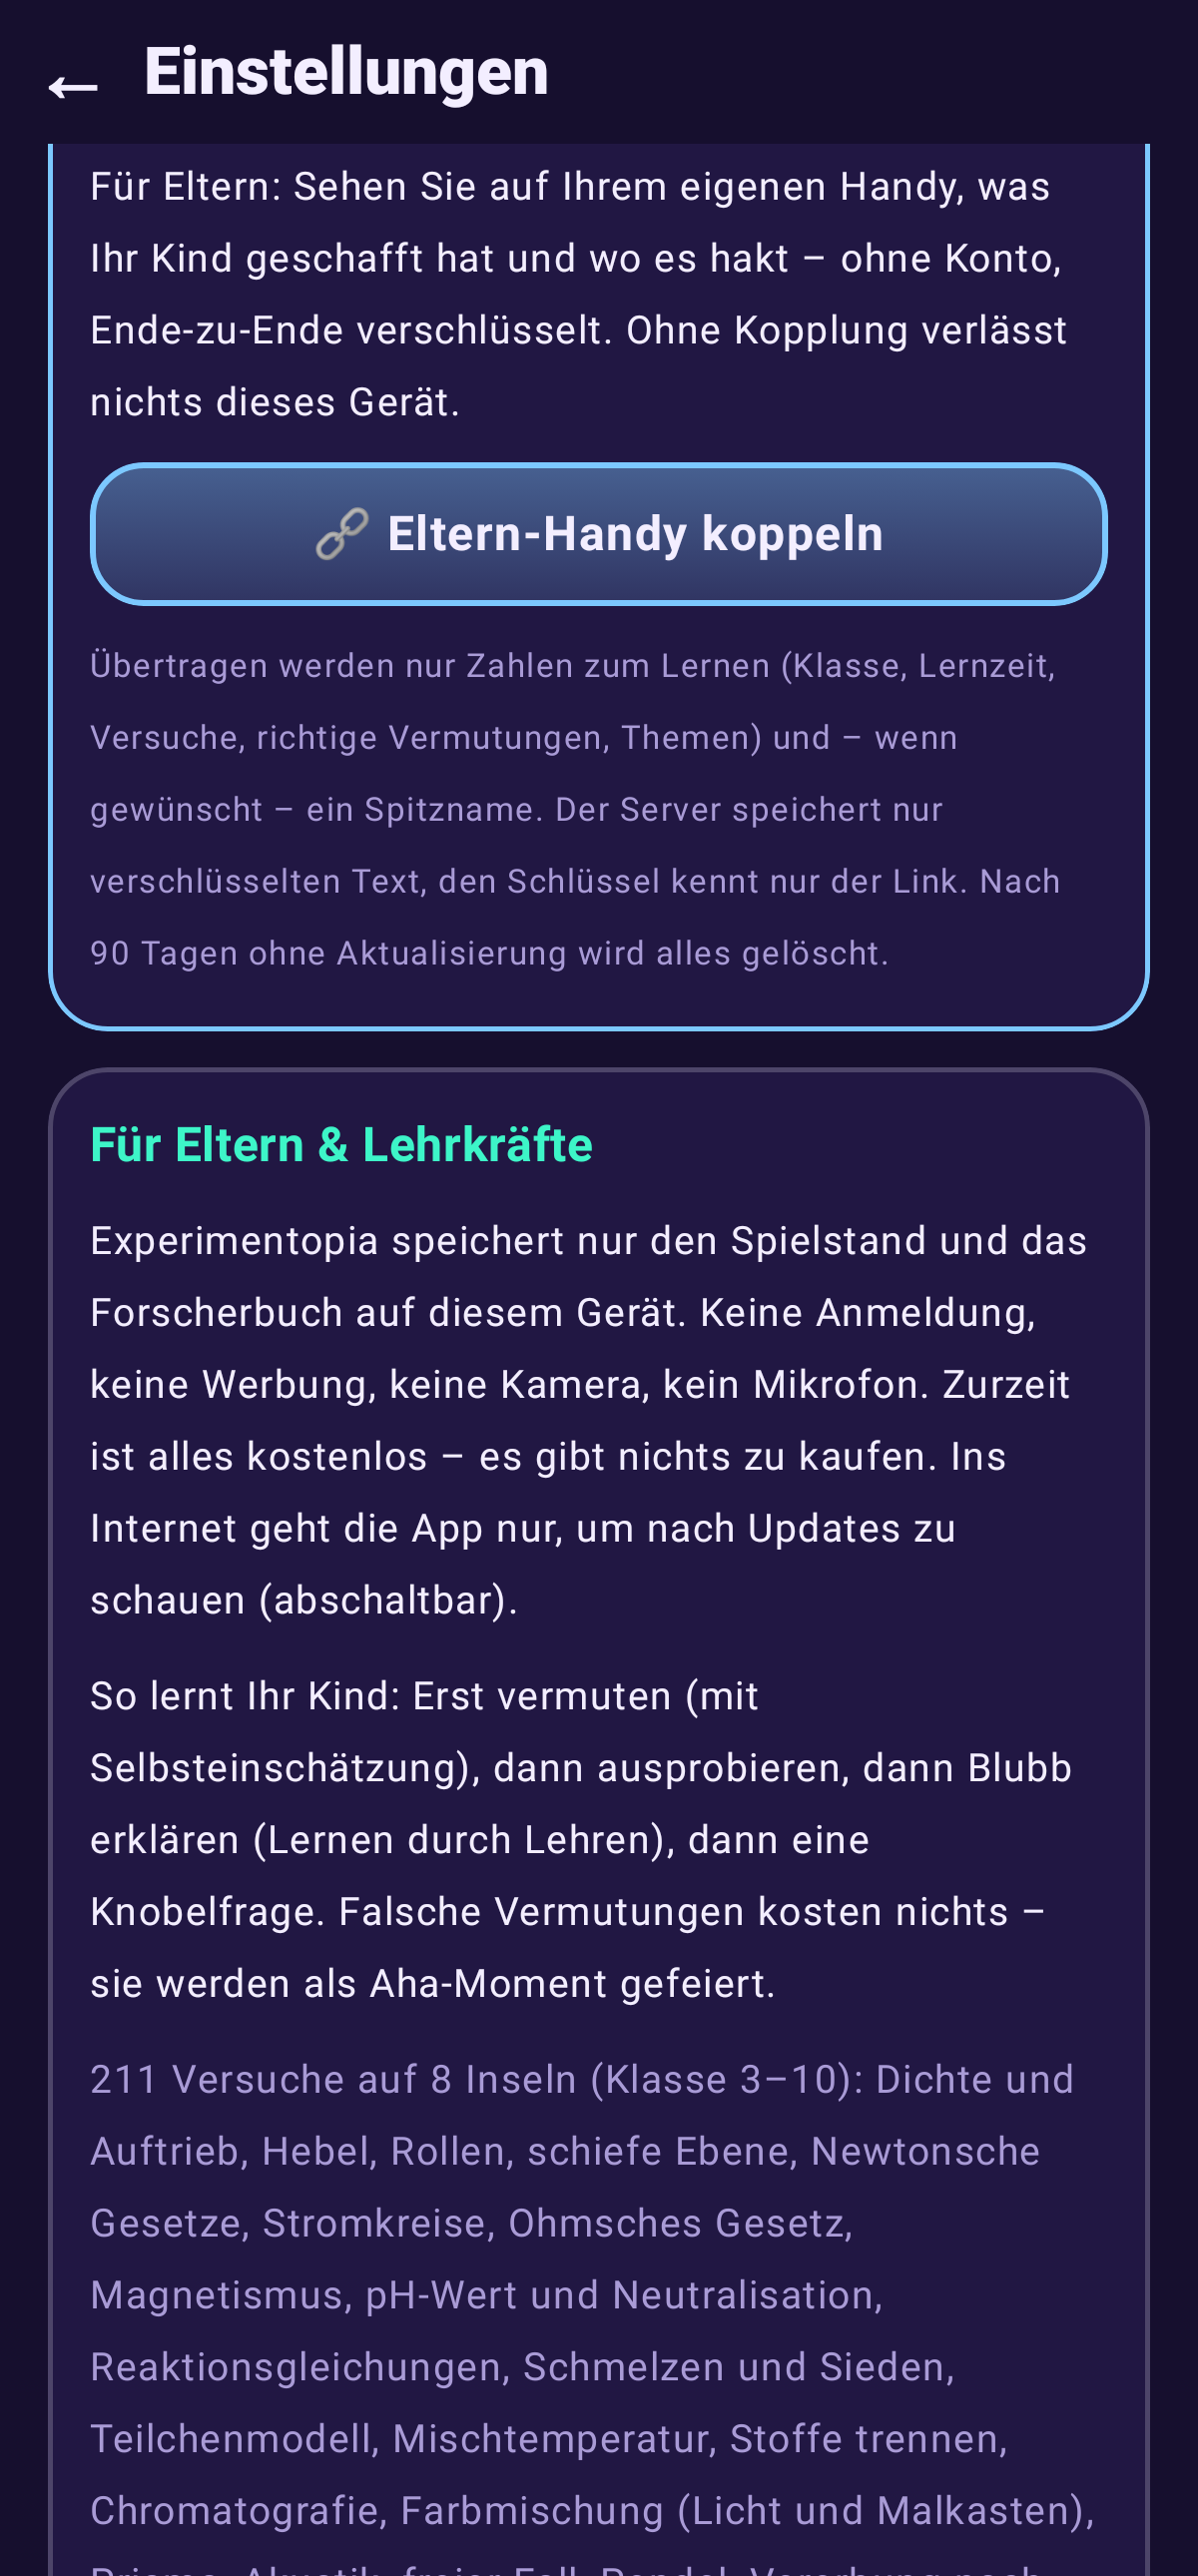 ← Einstellungen
Für Eltern: Sehen Sie auf Ihrem eigenen Handy, was
Ihr Kind geschafft hat und wo es hakt – ohne Konto,
Ende-zu-Ende verschlüsselt. Ohne Kopplung verlässt
nichts dieses Gerät.
🔗 Eltern-Handy koppeln
Übertragen werden nur Zahlen zum Lernen (Klasse, Lernzeit,
Versuche, richtige Vermutungen, Themen) und – wenn
gewünscht – ein Spitzname. Der Server speichert nur
verschlüsselten Text, den Schlüssel kennt nur der Link. Nach
90 Tagen ohne Aktualisierung wird alles gelöscht.
Für Eltern & Lehrkräfte
Experimentopia speichert nur den Spielstand und das
Forscherbuch auf diesem Gerät. Keine Anmeldung,
keine Werbung, keine Kamera, kein Mikrofon. Zurzeit
ist alles kostenlos – es gibt nichts zu kaufen. Ins
Internet geht die App nur, um nach Updates zu
schauen (abschaltbar).
So lernt Ihr Kind: Erst vermuten (mit
Selbsteinschätzung), dann ausprobieren, dann Blubb
erklären (Lernen durch Lehren), dann eine
Knobelfrage. Falsche Vermutungen kosten nichts –
sie werden als Aha-Moment gefeiert.
211 Versuche auf 8 Inseln (Klasse 3–10): Dichte und
Auftrieb, Hebel, Rollen, schiefe Ebene, Newtonsche
Gesetze, Stromkreise, Ohmsches Gesetz,
Magnetismus, pH-Wert und Neutralisation,
Reaktionsgleichungen, Schmelzen und Sieden,
Teilchenmodell, Mischtemperatur, Stoffe trennen,
Chromatografie, Farbmischung (Licht und Malkasten),